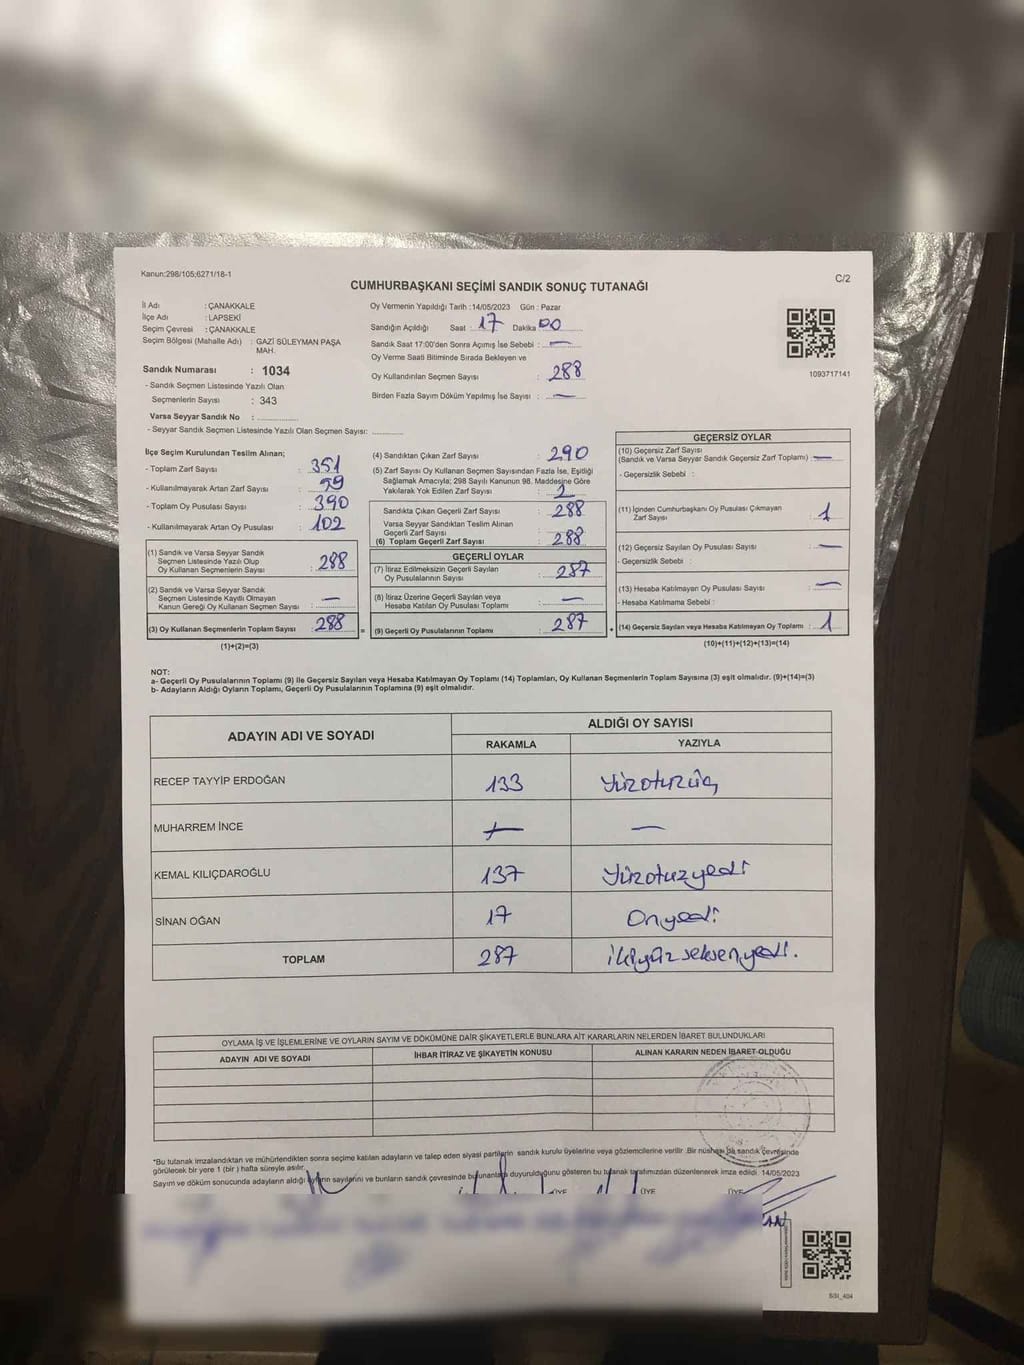 Kanun:298/105;6271/18-1
C/2
CUMHURBAŞKANI SEÇİMİ SANDIK SONUÇ TUTANAĞI
İl Adı : ÇANAKKALE
İlçe Adı : LAPSEKİ
Seçim Çevresi : ÇANAKKALE
Seçim Bölgesi (Mahalle Adı) : GAZİ SÜLEYMAN PAŞA
MAH.
Sandık Numarası : 1034
- Sandık Seçmen Listesinde Yazılı Olan
Seçmenlerin Sayısı : 343
Varsa Seyyar Sandık No :
- Seyyar Sandık Seçmen Listesinde Yazılı Olan Seçmen Sayısı:
Oy Vermenin Yapıldığı Tarih :14/05/2023 Gün : Pazar
Sandığın Açıldığı Saat : 17 Dakika 00
Sandık Saat 17:00'den Sonra Açımış İse Sebebi : —
Oy Verme Saati Bitiminde Sırada Bekleyen ve
Oy Kullandırılan Seçmen Sayısı : 288
Birden Fazla Sayım Döküm Yapılmış İse Sayısı : —
1093717141
İlçe Seçim Kurulundan Teslim Alınan;
- Toplam Zarf Sayısı : 351
- Kullanılmayarak Artan Zarf Sayısı : 59
- Toplam Oy Pusulası Sayısı : 390
- Kullanılmayarak Artan Oy Pusulası : 102
(1) Sandık ve Varsa Seyyar Sandık
Seçmen Listesinde Yazılı Olup
Oy Kullanan Seçmenlerin Sayısı : 288
(2) Sandık ve Varsa Seyyar Sandık
Seçmen Listesinde Kayıtlı Olmayan
Kanun Gereği Oy Kullanan Seçmen Sayısı : —
(3) Oy Kullanan Seçmenlerin Toplam Sayısı : 288
(1)+(2)=(3)
(4) Sandıktan Çıkan Zarf Sayısı : 290
(5) Zarf Sayısı Oy Kullanan Seçmen Sayısından Fazla İse, Eşitliği
Sağlamak Amacıyla; 298 Sayılı Kanunun 98. Maddesine Göre
Yakılarak Yok Edilen Zarf Sayısı : 2
Sandıkta Çıkan Geçerli Zarf Sayısı : 288
Varsa Seyyar Sandıktan Teslim Alınan
Geçerli Zarf Sayısı :
(6) Toplam Geçerli Zarf Sayısı : 288
GEÇERLİ OYLAR
(7) İtiraz Edilmeksizin Geçerli Sayılan
Oy Pusulalarının Sayısı : 287
(8) İtiraz Üzerine Geçerli Sayılan veya
Hesaba Katılan Oy Pusulası Toplamı : —
= (9) Geçerli Oy Pusulalarının Toplamı : 287 +
GEÇERSİZ OYLAR
(10) Geçersiz Zarf Sayısı
(Sandık ve Varsa Seyyar Sandık Geçersiz Zarf Toplamı) : —
- Geçersizlik Sebebi :
(11) İçinden Cumhurbaşkanı Oy Pusulası Çıkmayan
Zarf Sayısı : 1
(12) Geçersiz Sayılan Oy Pusulası Sayısı : —
- Geçersizlik Sebebi :
(13) Hesaba Katılmayan Oy Pusulası Sayısı : —
- Hesaba Katılmama Sebebi :
(14) Geçersiz Sayılan veya Hesaba Katılmayan Oy Toplamı : 1
(10)+(11)+(12)+(13)=(14)
NOT:
a- Geçerli Oy Pusulalarının Toplamı (9) ile Geçersiz Sayılan veya Hesaba Katılmayan Oy Toplamı (14) Toplamları, Oy Kullanan Seçmenlerin Toplam Sayısına (3) eşit olmalıdır. (9)+(14)=(3)
b- Adayların Aldığı Oyların Toplamı, Geçerli Oy Pusulalarının Toplamına (9) eşit olmalıdır.
ADAYIN ADI VE SOYADI
ALDIĞI OY SAYISI
RAKAMLA YAZIYLA
RECEP TAYYİP ERDOĞAN 133 Yüzotuzüç
MUHARREM İNCE — —
KEMAL KILIÇDAROĞLU 137 Yüzotuzyedi
SİNAN OĞAN 17 Onyedi
TOPLAM 287 İkiyüzseksenyedi.
OYLAMA İŞ VE İŞLEMLERİNE VE OYLARIN SAYIM VE DÖKÜMÜNE DAİR ŞİKAYETLERLE BUNLARA AİT KARARLARIN NELERDEN İBARET BULUNDUKLARI
ADAYIN ADI VE SOYADI İHBAR İTİRAZ VE ŞİKAYETİN KONUSU ALINAN KARARIN NEDEN İBARET OLDUĞU
*Bu tutanak imzalandıktan ve mühürlendikten sonra seçime katılan adayların ve talep eden siyasi partilerin sandık kurulu üyelerine veya gözlemcilerine verilir. Bir nüshası da sandık çevresinde
görülecek bir yere 1 (bir ) hafta süreyle asılır.
Sayım ve döküm sonucunda adayların aldığı oyların sayılarını ve bunların sandık çevresinde bulunanlara duyurulduğunu gösteren bu tutanak tarafımızdan düzenlenerek imza edildi. 14/05/2023
ÜYE ÜYE ÜYE